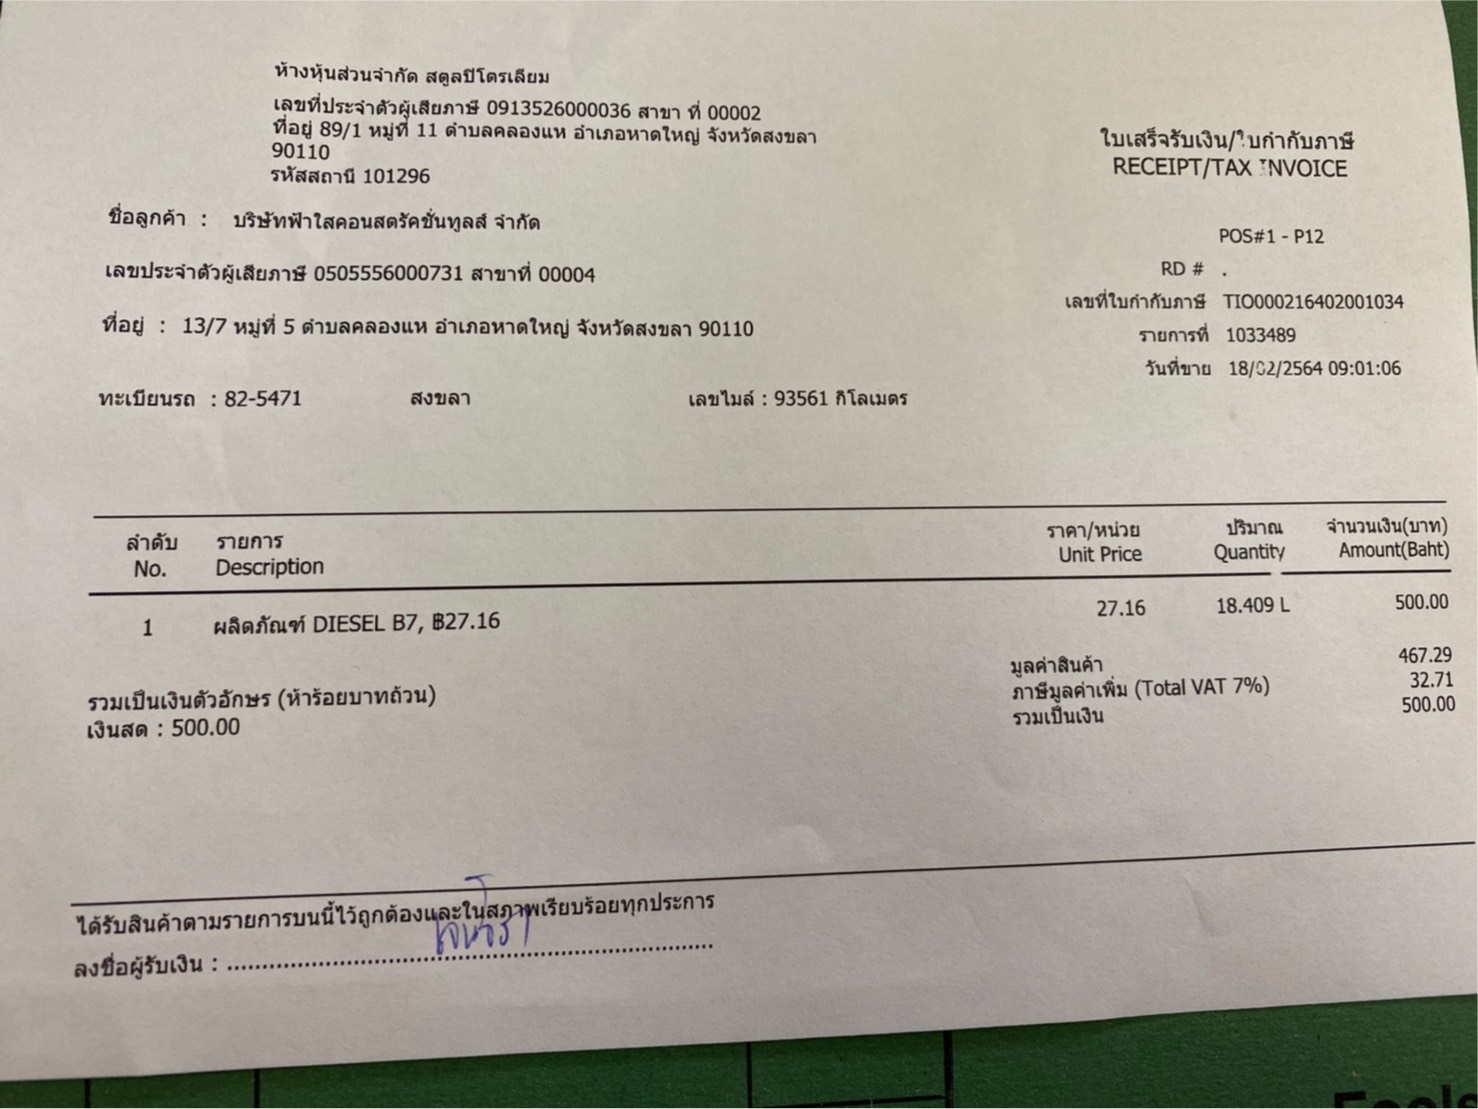 ห้างหุ้นส่วนจำกัด สตูลปิโตรเลียม
เลขที่ประจำตัวผู้เสียภาษี 0913526000036 สาขา ที่ 00002
ที่อยู่ 89/1 หมู่ที่ 11 ตำบลคลองแห อำเภอหาดใหญ่ จังหวัดสงขลา
90110
รหัสสถานี 101296
ใบเสร็จรับเงิน/ใบกำกับภาษี
RECEIPT/TAX INVOICE
ชื่อลูกค้า : บริษัทฟ้าใสคอนสตรัคชั่นทูลส์ จำกัด
POS#1 - P12
เลขประจำตัวผู้เสียภาษี 0505556000731 สาขาที่ 00004
RD # .
เลขที่ใบกำกับภาษี TIO000216402001034
ที่อยู่ : 13/7 หมู่ที่ 5 ตำบลคลองแห อำเภอหาดใหญ่ จังหวัดสงขลา 90110
รายการที่ 1033489
วันที่ขาย 18/02/2564 09:01:06
ทะเบียนรถ : 82-5471 สงขลา เลขไมล์ : 93561 กิโลเมตร
ลำดับ รายการ ราคา/หน่วย ปริมาณ จำนวนเงิน(บาท)
No. Description Unit Price Quantity Amount(Baht)
1 ผลิตภัณฑ์ DIESEL B7, ฿27.16 27.16 18.409 L 500.00
มูลค่าสินค้า 467.29
ภาษีมูลค่าเพิ่ม (Total VAT 7%) 32.71
รวมเป็นเงิน 500.00
รวมเป็นเงินตัวอักษร (ห้าร้อยบาทถ้วน)
เงินสด : 500.00
ได้รับสินค้าตามรายการบนนี้ไว้ถูกต้องและในสภาพเรียบร้อยทุกประการ
ลงชื่อผู้รับเงิน : ..................................................